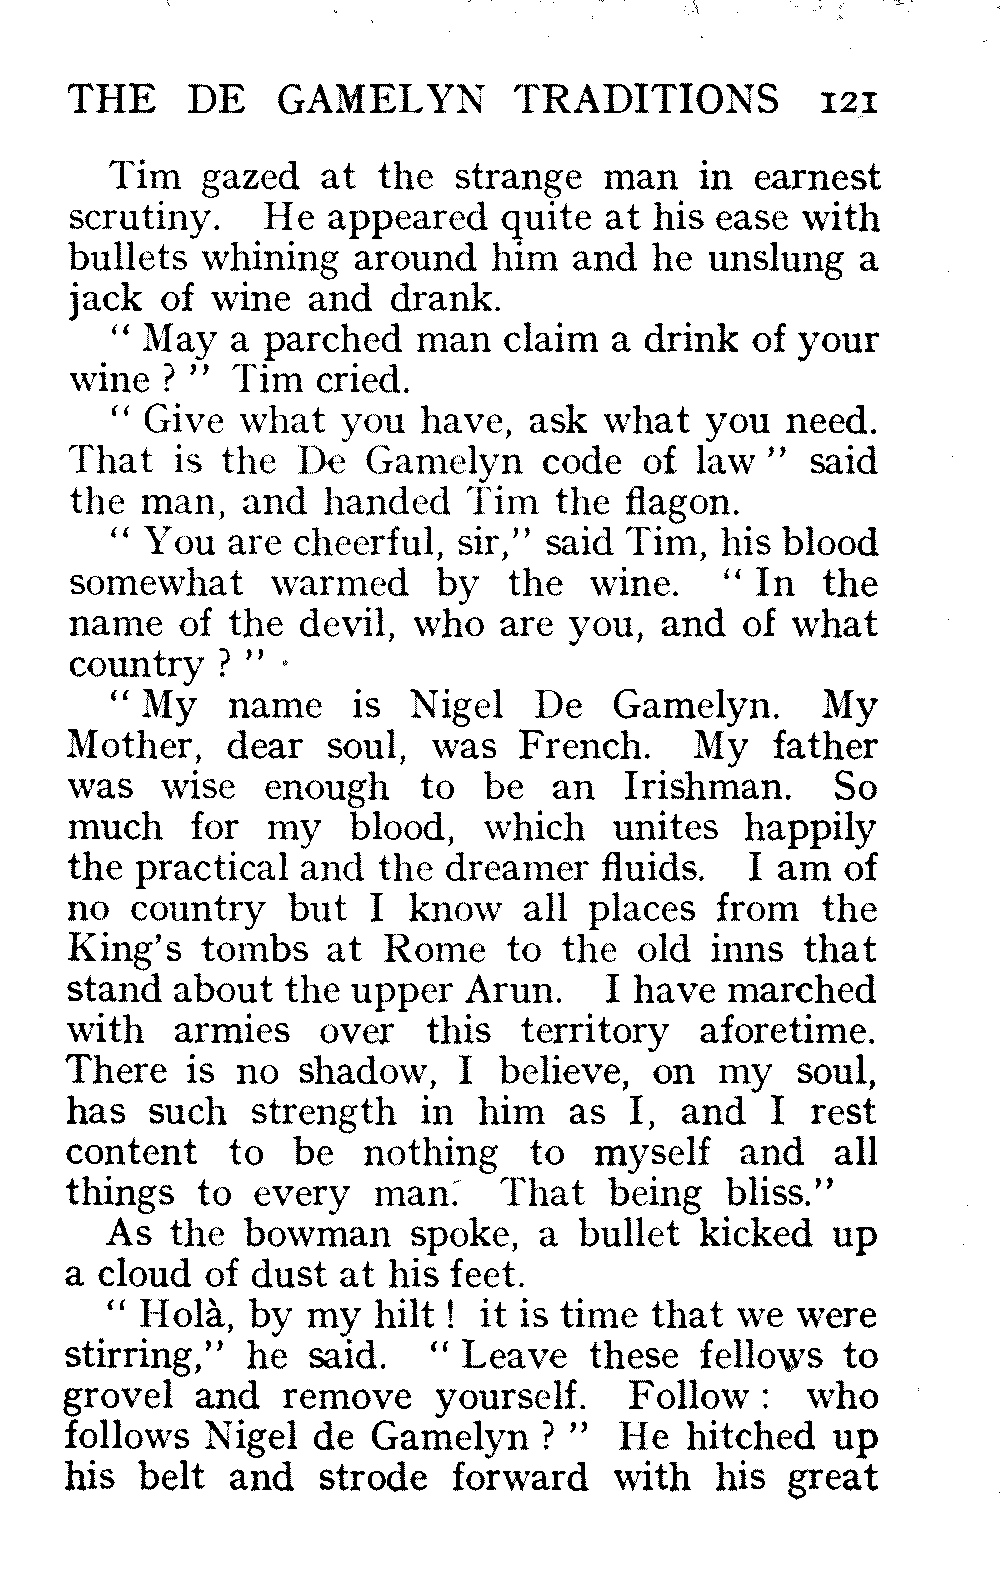 THE DE GAMELYN TRADITIONS 121
Tim gazed at the strange man in earnest
scrutiny. He appeared quite at his ease with
bullets whining around him and he unslung a
jack of wine and drank.
“ May a parched man claim a drink of your
wine ? ” Tim cried.
“ Give what you have, ask what you need.
That is the De Gamelyn code of law ” said
the man, and handed Tim the flagon.
“ You are cheerful, sir,” said Tim, his blood
somewhat warmed by the wine. “ In the
name of the devil, who are you, and of what
country ? ”
“ My name is Nigel De Gamelyn. My
Mother, dear soul, was French. My father
was wise enough to be an Irishman. So
much for my blood, which unites happily
the practical and the dreamer fluids. I am of
no country but I know all places from the
King’s tombs at Rome to the old inns that
stand about the upper Arun. I have marched
with armies over this territory aforetime.
There is no shadow, I believe, on my soul,
has such strength in him as I, and I rest
content to be nothing to myself and all
things to every man. That being bliss.”
As the bowman spoke, a bullet kicked up
a cloud of dust at his feet.
“ Holà, by my hilt ! it is time that we were
stirring,” he said. “ Leave these fellows to
grovel and remove yourself. Follow : who
follows Nigel de Gamelyn ? ” He hitched up
his belt and strode forward with his great